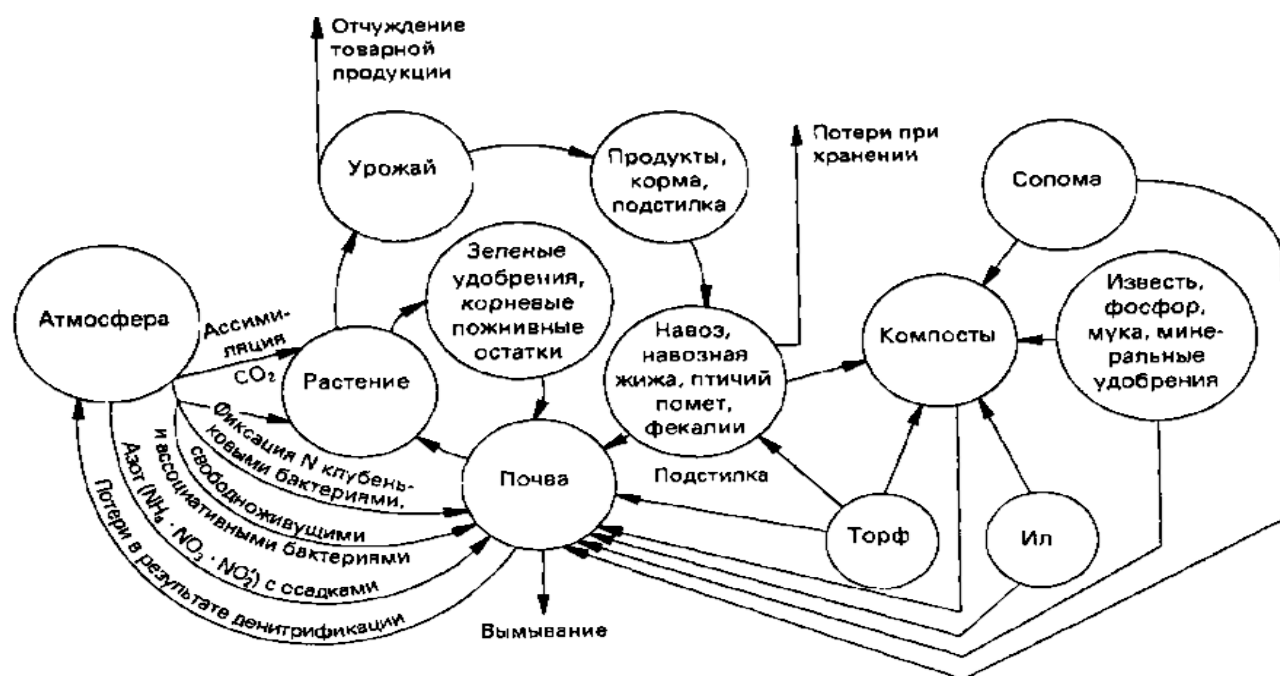 Отчуждение
товарной
продукции
Урожай
Продукты,
корма,
подстилка
Потери при
хранении
Сопома
Зеленые
удобрения,
корневые
пожнивные
остатки
Атмосфера
Ассими-
ляция
CO₂
Растение
Навоз,
навозная
жижа, птичий
помет,
фекалии
Компосты
Известь,
фосфор,
мука, мине-
ральные
удобрения
Фиксация N клубень-
ковыми бактериями,
свободноживущими
и ассоциативными бактериями
Азот (NH₄ · NO₃ · NO₂) с осадками
Потери в результате денитрификации
Почва
Подстилка
Торф
Ил
Вымывание